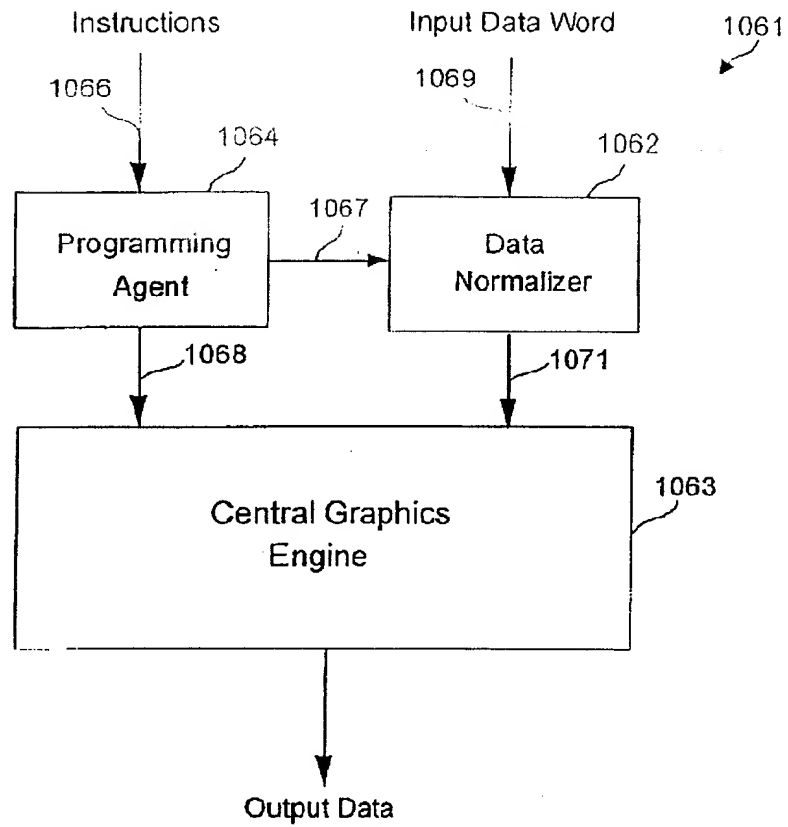 Instructions
Input Data Word
1061
1066
1069
1064
1062
1067
Programming
Agent
Data
Normalizer
1068
1071
1063
Central Graphics
Engine
Output Data